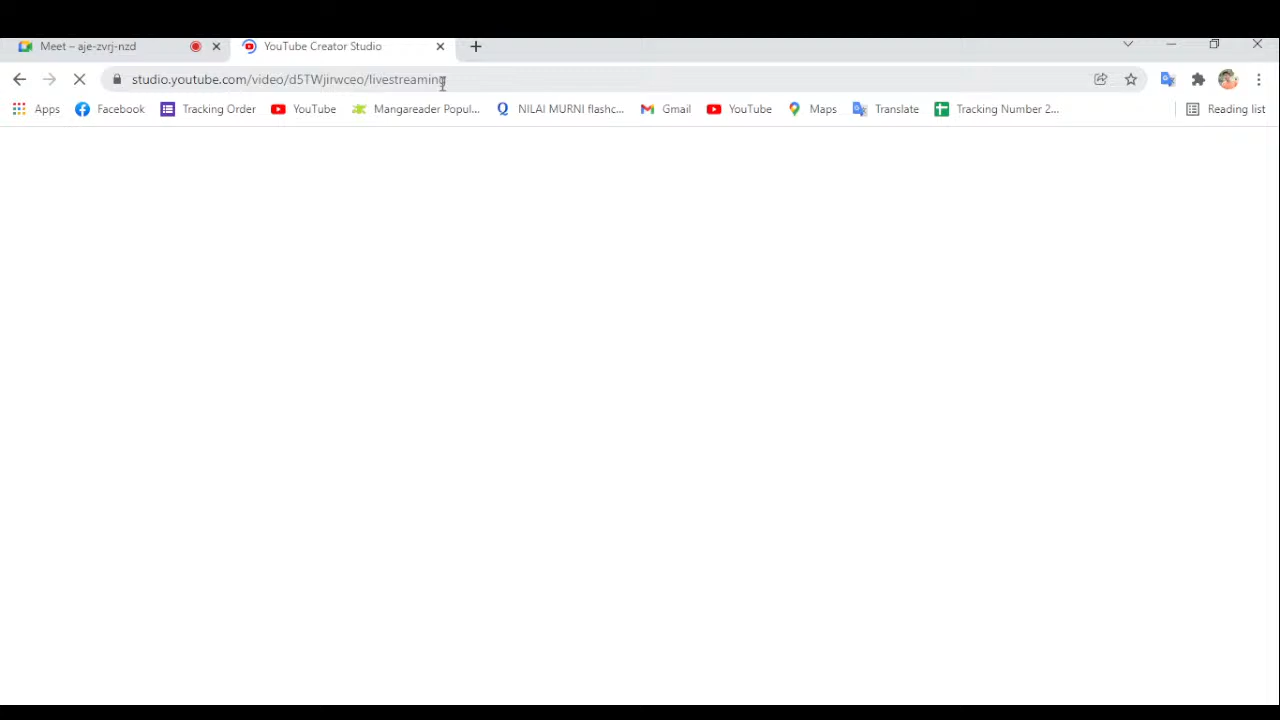 Meet – aje-zvrj-nzd YouTube Creator Studio
studio.youtube.com/video/d5TWjirwceo/livestreaming
Apps Facebook Tracking Order YouTube Mangareader Popul... NILAI MURNI flashc... Gmail YouTube Maps Translate Tracking Number 2... Reading list